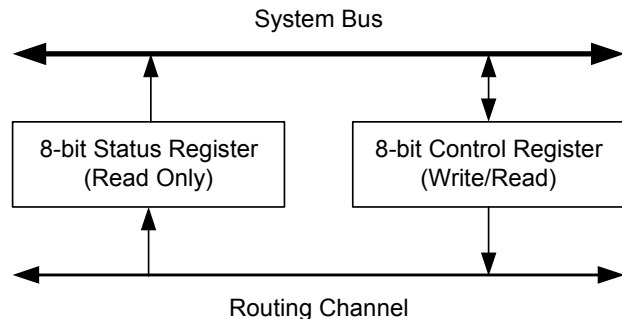 System Bus
8-bit Status Register
(Read Only)
8-bit Control Register
(Write/Read)
Routing Channel